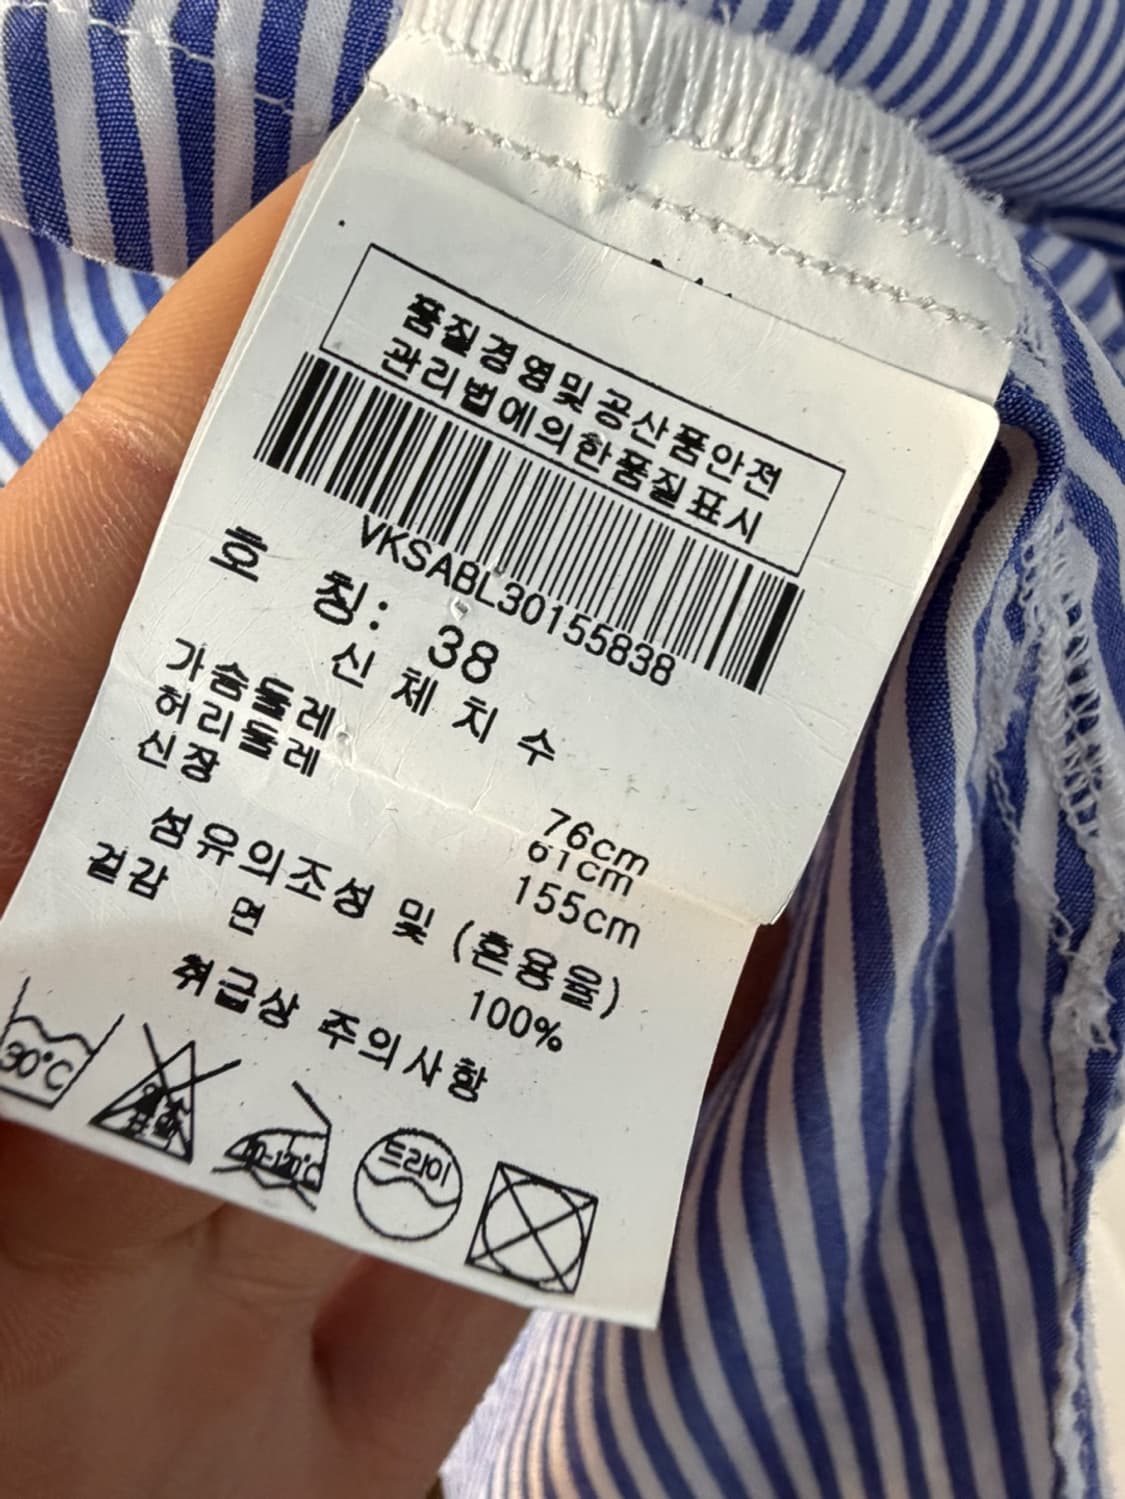 품질경영및공산품안전
관리법에의한품질표시
VKSABL30155838
호 칭: 38
신 체 치 수
가슴둘레 76cm
허리둘레 61cm
신장 155cm
섬유의조성 및 (혼용율)
겉감 면 100%
취급상 주의사항
30°C
드라이